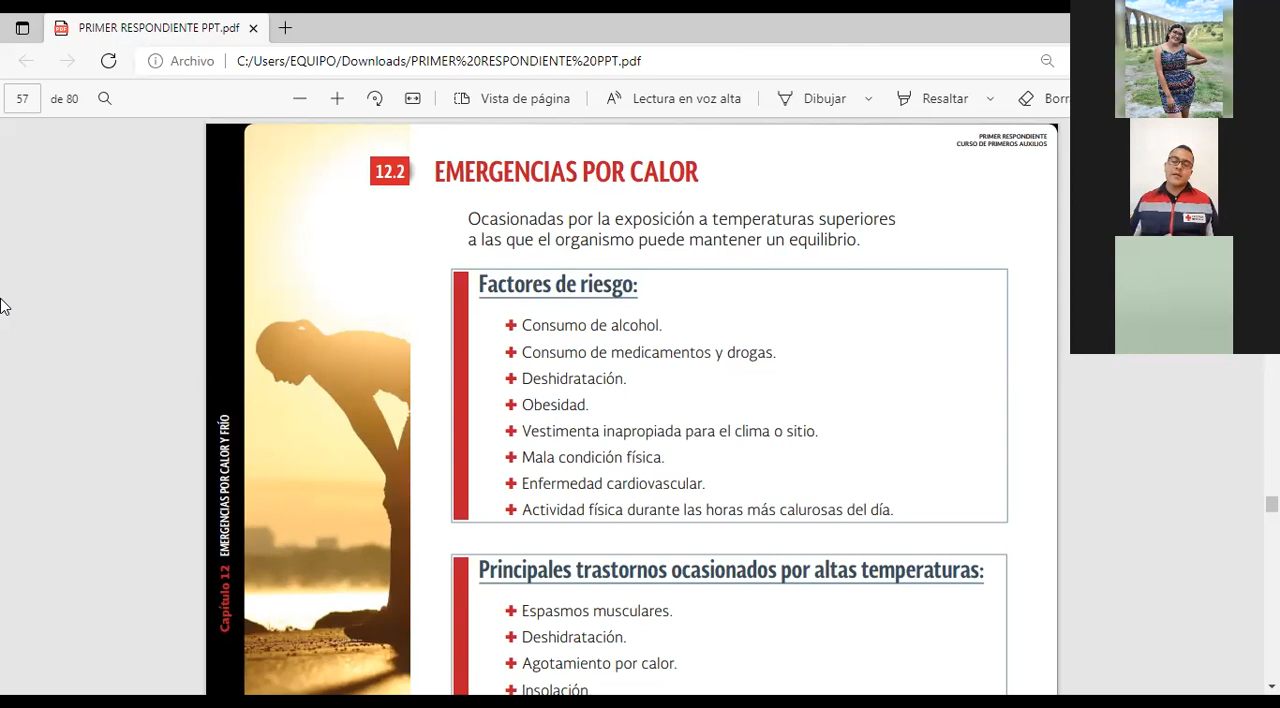 PRIMER RESPONDIENTE PPT.pdf
Archivo
C:/Users/EQUIPO/Downloads/PRIMER%20RESPONDIENTE%20PPT.pdf
57 de 80
Vista de página
Lectura en voz alta
Dibujar
Resaltar
Borr
PRIMER RESPONDIENTE
CURSO DE PRIMEROS AUXILIOS
12.2 EMERGENCIAS POR CALOR
Ocasionadas por la exposición a temperaturas superiores
a las que el organismo puede mantener un equilibrio.
Factores de riesgo:
Consumo de alcohol.
Consumo de medicamentos y drogas.
Deshidratación.
Obesidad.
Vestimenta inapropiada para el clima o sitio.
Mala condición física.
Enfermedad cardiovascular.
Actividad física durante las horas más calurosas del día.
Principales trastornos ocasionados por altas temperaturas:
Espasmos musculares.
Deshidratación.
Agotamiento por calor.
Insolación
Capítulo 12 EMERGENCIAS POR CALOR Y FRÍO